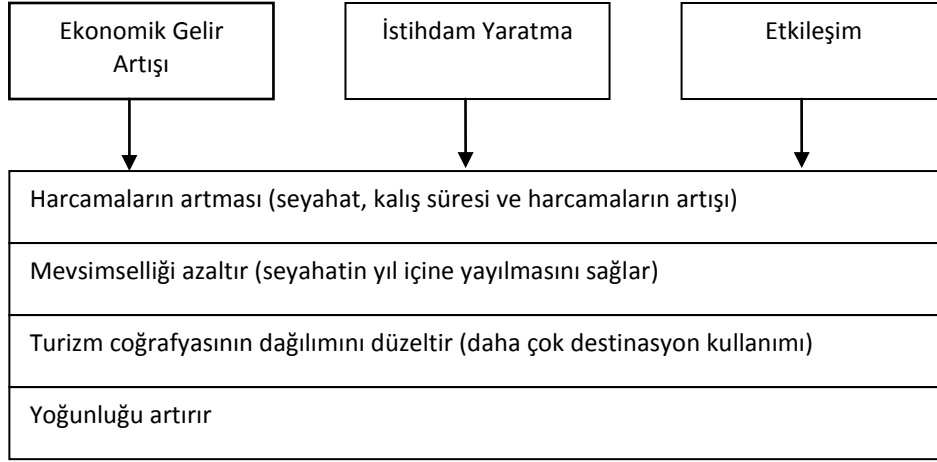 Ekonomik Gelir
Artışı
İstihdam Yaratma
Etkileşim
Harcamaların artması (seyahat, kalış süresi ve harcamaların artışı)
Mevsimselliği azaltır (seyahatin yıl içine yayılmasını sağlar)
Turizm coğrafyasının dağılımını düzeltir (daha çok destinasyon kullanımı)
Yoğunluğu artırır